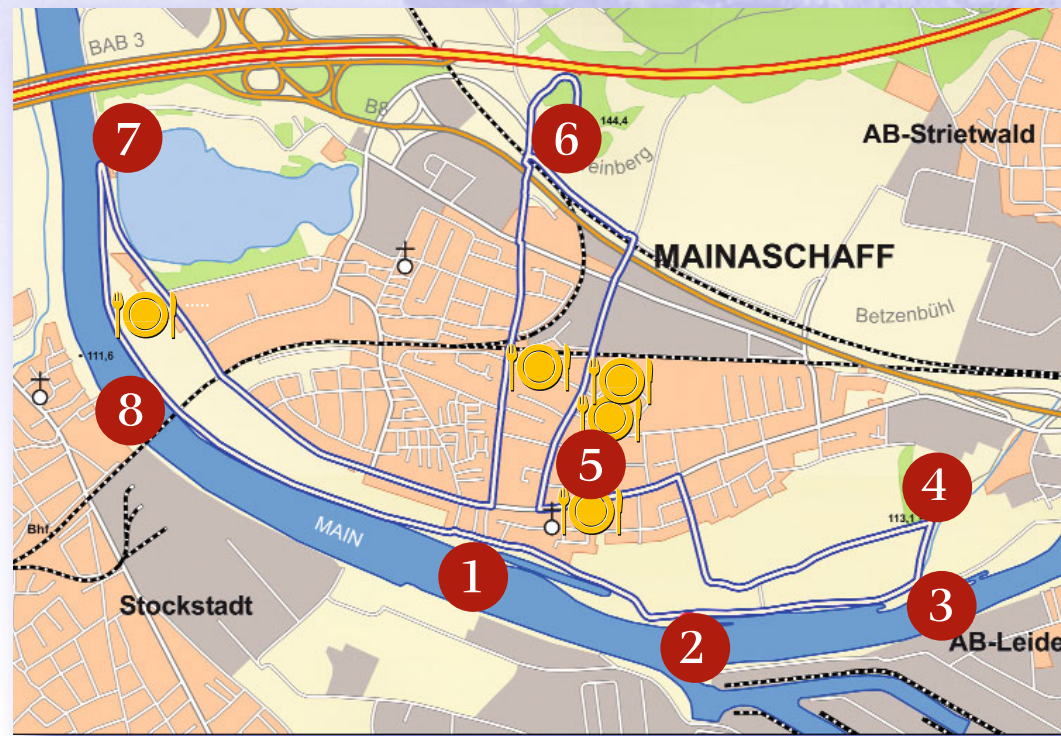 BAB 3
B8
7
6
144,4
AB-Strietwald
einberg
MAINASCHAFF
Betzenbühl
111,6
8
5
4
113,1
Bhf
MAIN
1
3
Stockstadt
2
AB-Leide